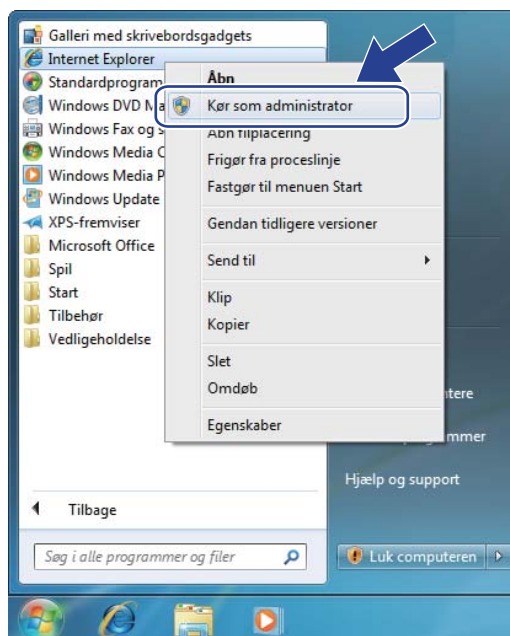 Galleri med skrivebordsgadgets
Internet Explorer
Standardprogram
Windows DVD Ma
Windows Fax og s
Windows Media C
Windows Media P
Windows Update
XPS-fremviser
Microsoft Office
Spil
Start
Tilbehør
Vedligeholdelse
Tilbage
Søg i alle programmer og filer
Åbn
Kør som administrator
Åbn filplacering
Frigør fra proceslinje
Fastgør til menuen Start
Gendan tidligere versioner
Send til
Klip
Kopier
Slet
Omdøb
Egenskaber
Hjælp og support
Luk computeren